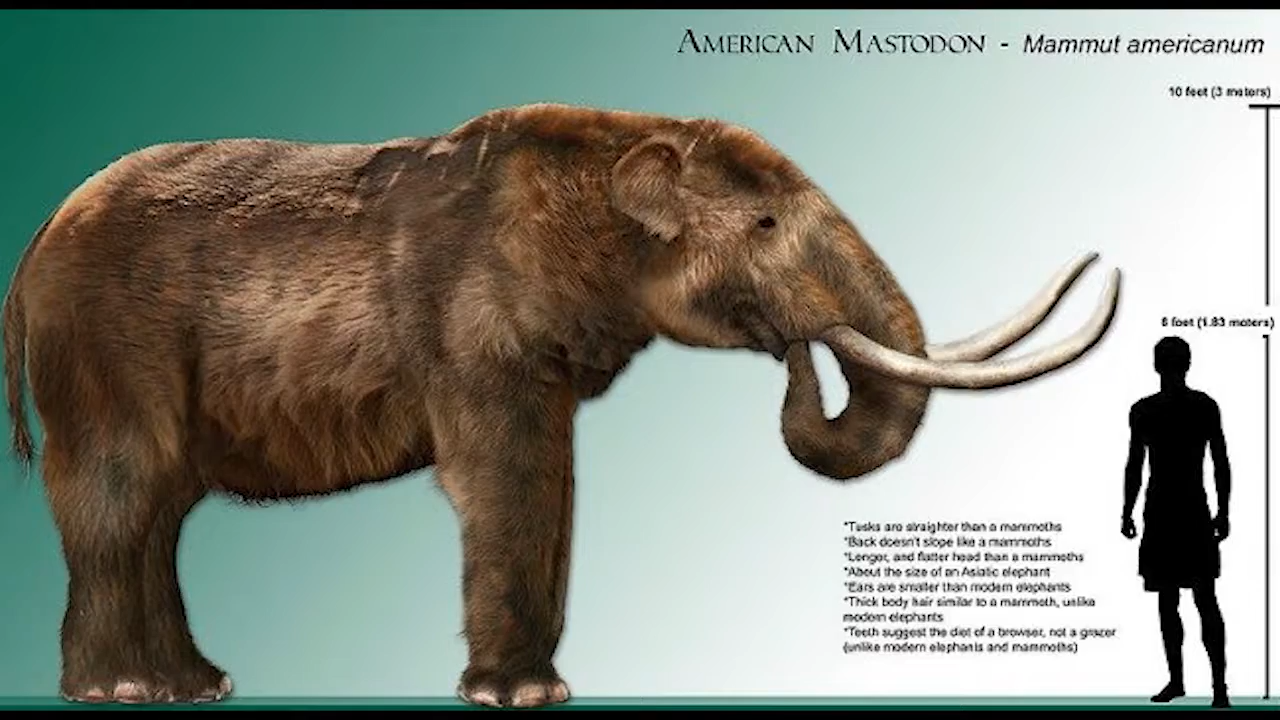 AMERICAN MASTODON - Mammut americanum
10 feet (3 meters)
6 feet (1.83 meters)
*Tusks are straighter than a mammoths
*Back doesn't slope like a mammoths
*Longer, and flatter head than a mammoths
*About the size of an Asiatic elephant
*Ears are smaller than modern elephants
*Thick body hair similar to a mammoth, unlike
modern elephants
*Teeth suggest the diet of a browser, not a grazer
(unlike modern elephants and mammoths)